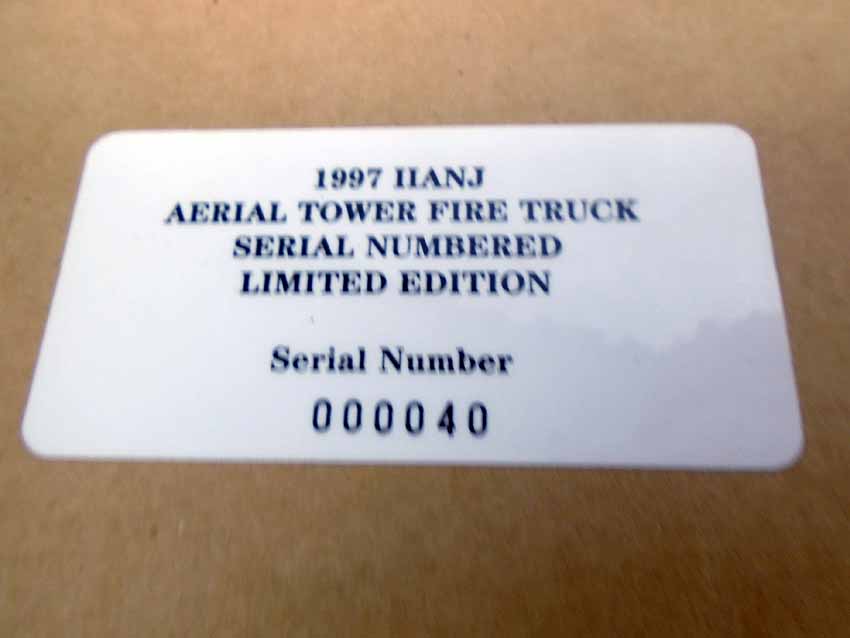 1997 IIANJ
AERIAL TOWER FIRE TRUCK
SERIAL NUMBERED
LIMITED EDITION
Serial Number
000040